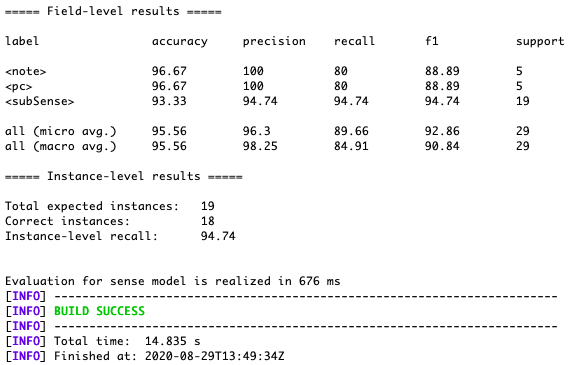 ===== Field-level results =====
label accuracy precision recall f1 support
<note> 96.67 100 80 88.89 5
<pc> 96.67 100 80 88.89 5
<subSense> 93.33 94.74 94.74 94.74 19
all (micro avg.) 95.56 96.3 89.66 92.86 29
all (macro avg.) 95.56 98.25 84.91 90.84 29
===== Instance-level results =====
Total expected instances: 19
Correct instances: 18
Instance-level recall: 94.74
Evaluation for sense model is realized in 676 ms
[INFO] ------------------------------------------------------------------------
[INFO] BUILD SUCCESS
[INFO] ------------------------------------------------------------------------
[INFO] Total time: 14.835 s
[INFO] Finished at: 2020-08-29T13:49:34Z